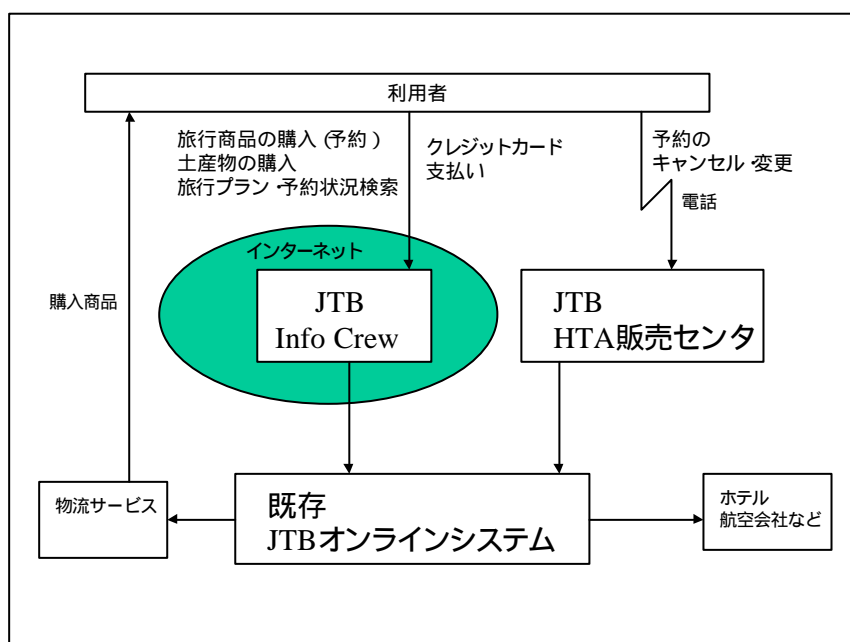 利用者
旅行商品の購入 (予約 )
土産物の購入
旅行プラン ・予約状況検索
クレジットカード
支払い
予約の
キャンセル ・変更
電話
インターネット
JTB
Info Crew
JTB
HTA販売センタ
購入商品
物流サービス
既存
JTBオンラインシステム
ホテル
航空会社など